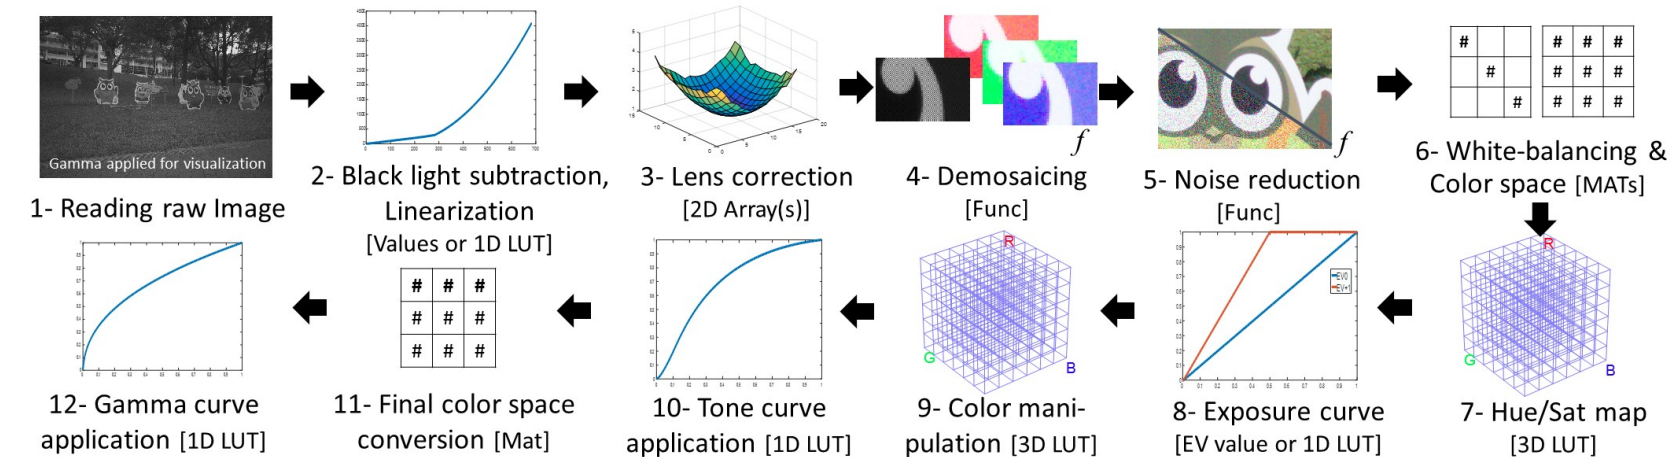 Gamma applied for visualization
1- Reading raw Image
2- Black light subtraction,
Linearization
[Values or 1D LUT]
3- Lens correction
[2D Array(s)]
f
4- Demosaicing
[Func]
f
5- Noise reduction
[Func]
#
#
#
# # #
# # #
# # #
6- White-balancing &
Color space [MATs]
R
G
B
7- Hue/Sat map
[3D LUT]
EV0
EV+1
8- Exposure curve
[EV value or 1D LUT]
R
G
B
9- Color mani-
pulation [3D LUT]
10- Tone curve
application [1D LUT]
# # #
# # #
# # #
11- Final color space
conversion [Mat]
12- Gamma curve
application [1D LUT]